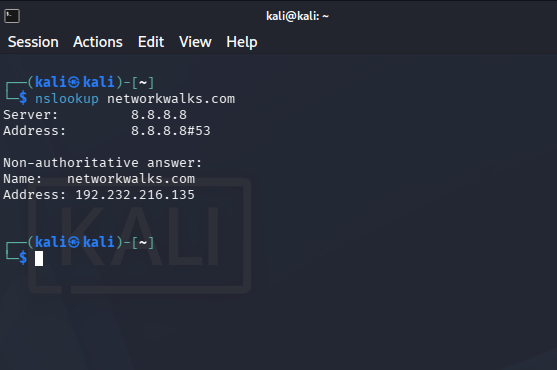 kali@kali: ~
Session Actions Edit View Help
┌──(kali㉿kali)-[~]
└─$ nslookup networkwalks.com
Server:         8.8.8.8
Address:        8.8.8.8#53
Non-authoritative answer:
Name:   networkwalks.com
Address: 192.232.216.135
┌──(kali㉿kali)-[~]
└─$
KALI